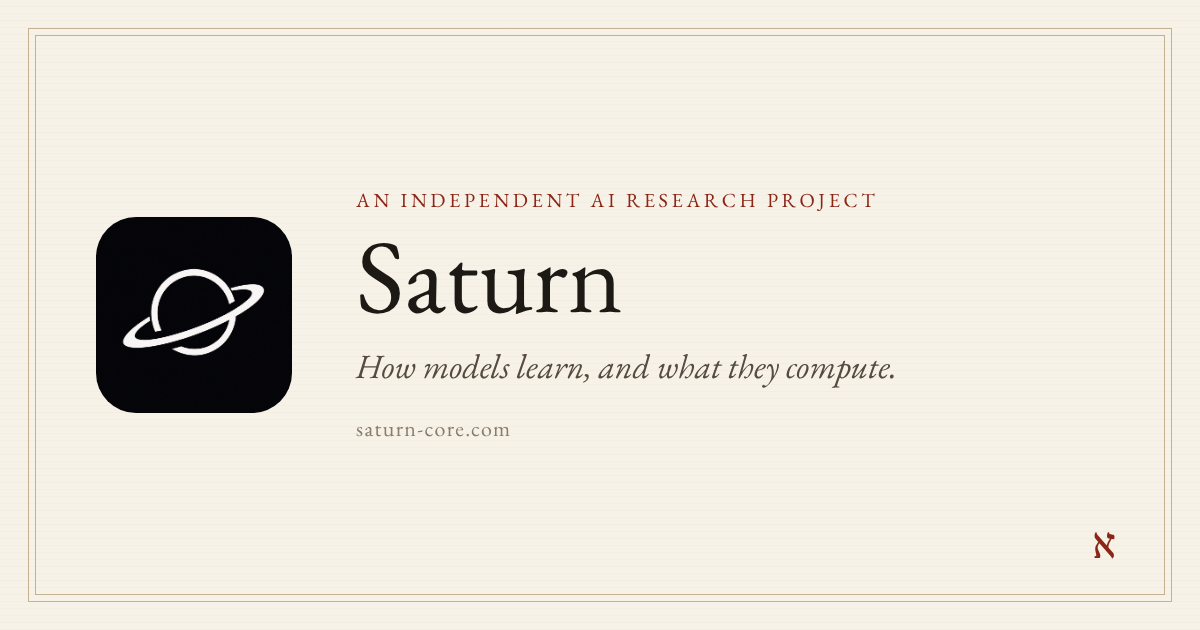 AN INDEPENDENT AI RESEARCH PROJECT
Saturn
How models learn, and what they compute.
saturn-core.com
א